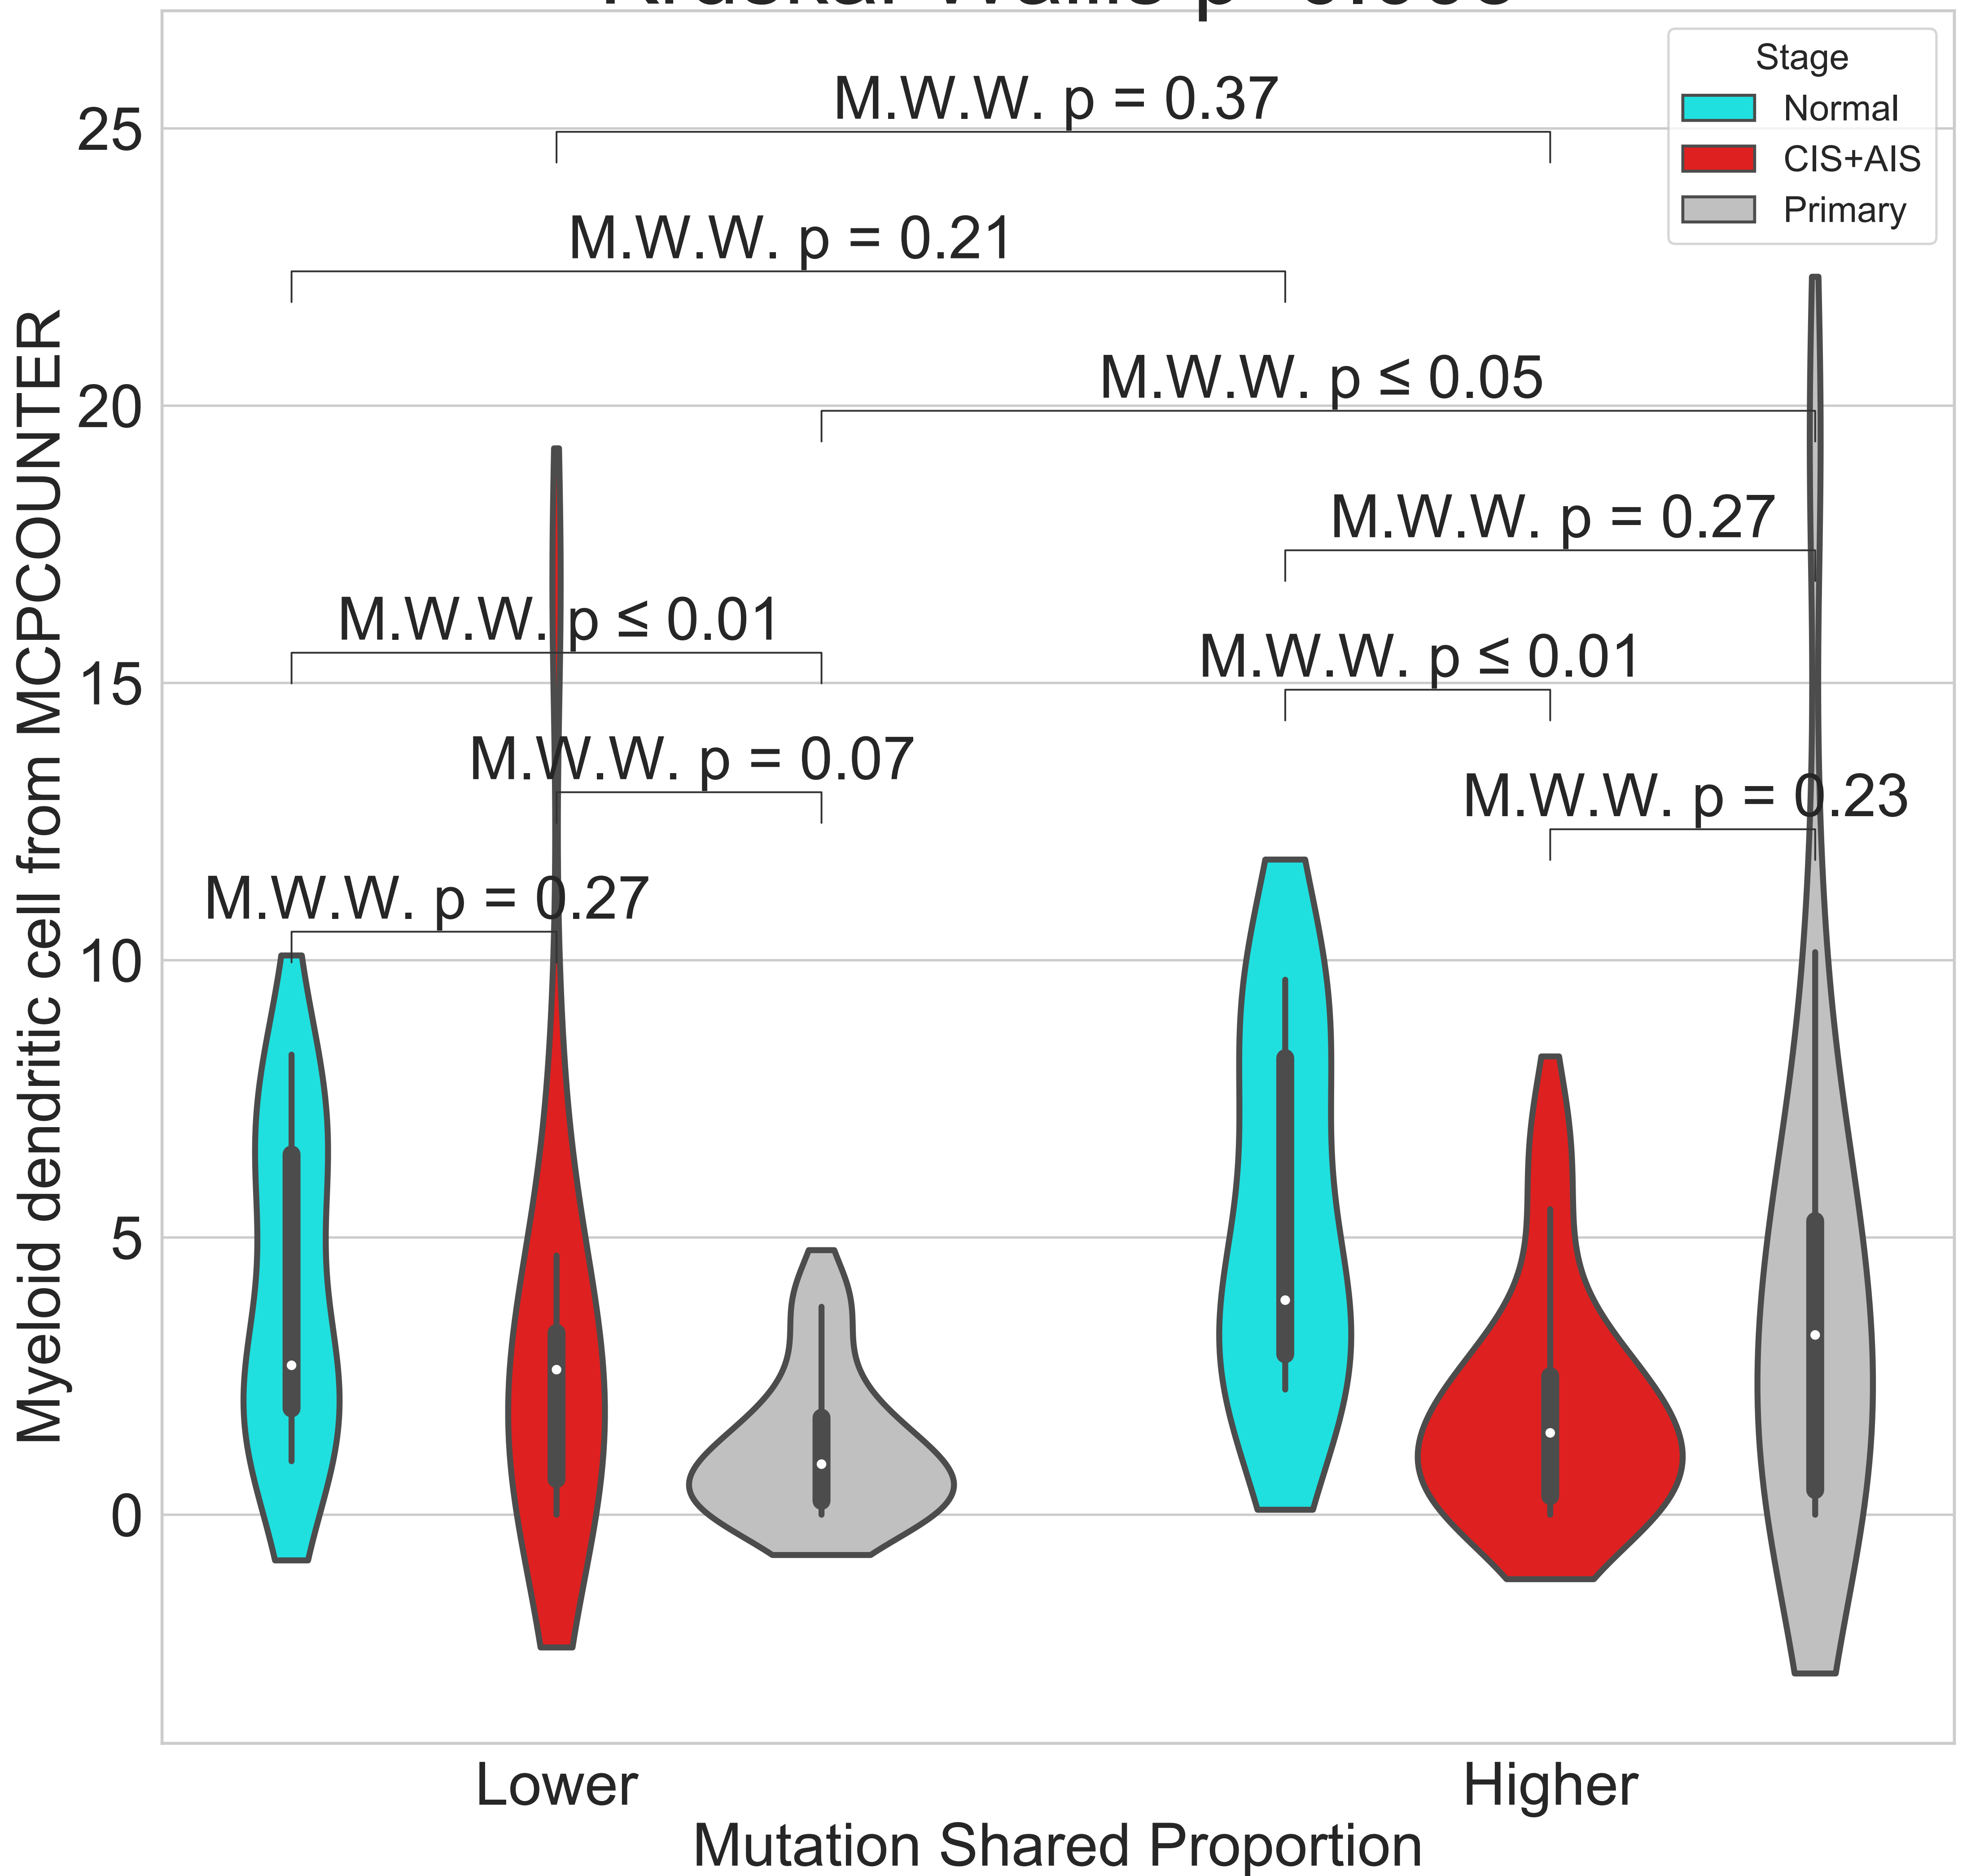 Stage
Normal
CIS+AIS
Primary
M.W.W. p = 0.37
M.W.W. p = 0.21
M.W.W. p ≤ 0.05
M.W.W. p = 0.27
M.W.W. p ≤ 0.01
M.W.W. p ≤ 0.01
M.W.W. p = 0.07
M.W.W. p = 0.23
M.W.W. p = 0.27
25
20
15
10
5
0
Myeloid dendritic cell from MCPCOUNTER
Lower
Higher
Mutation Shared Proportion